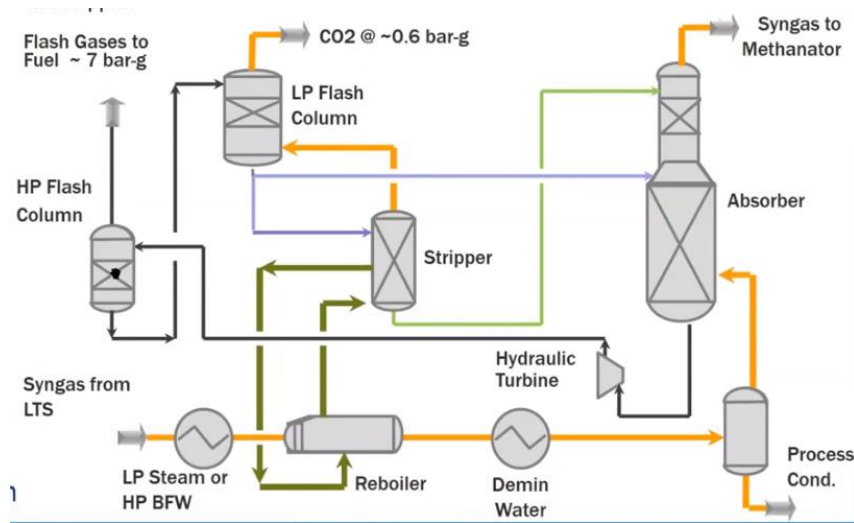 Flash Gases to
Fuel ~ 7 bar-g
CO2 @ ~0.6 bar-g
Syngas to
Methanator
LP Flash
Column
HP Flash
Column
Absorber
Stripper
Hydraulic
Turbine
Syngas from
LTS
LP Steam or
HP BFW
Reboiler
Demin
Water
Process
Cond.